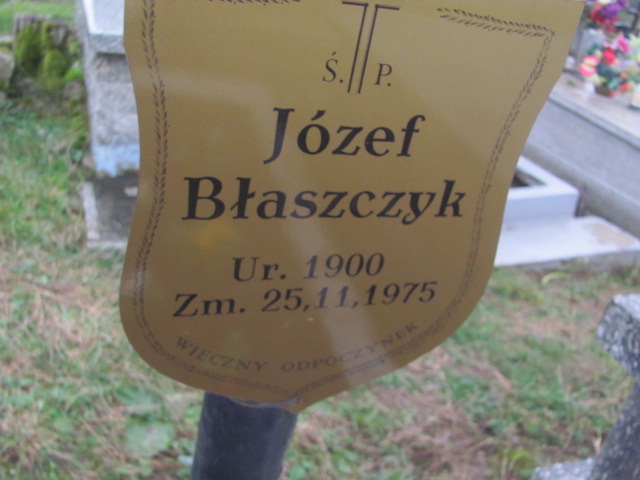 Ś. P.
Józef
Błaszczyk
Ur. 1900
Zm. 25,11,1975
WIECZNY ODPOCZYNEK